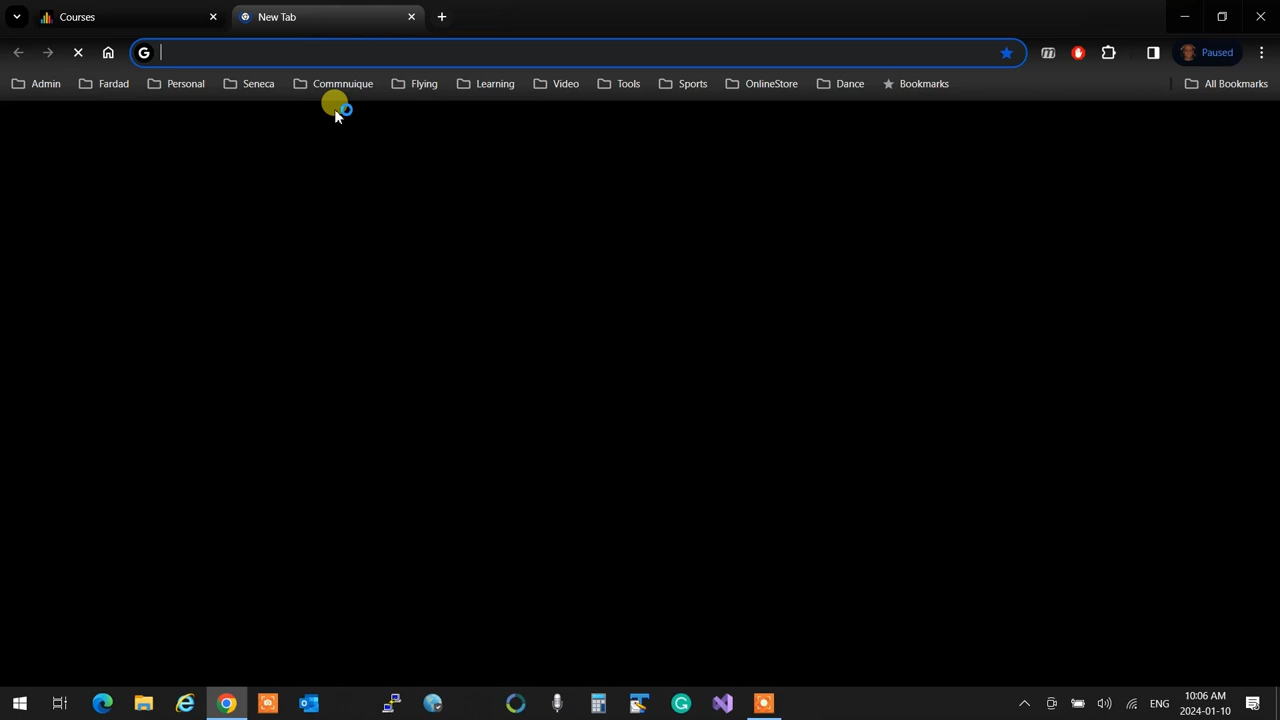 Courses
New Tab
G
Paused
Admin
Fardad
Personal
Seneca
Commnuique
Flying
Learning
Video
Tools
Sports
OnlineStore
Dance
Bookmarks
All Bookmarks
ENG
10:06 AM
2024-01-10